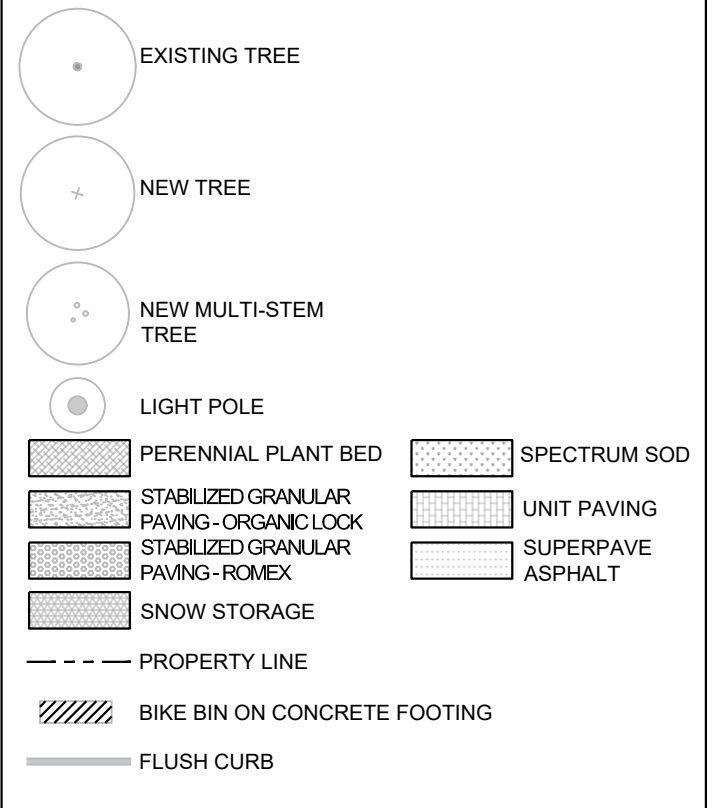 EXISTING TREE
NEW TREE
NEW MULTI-STEM
TREE
LIGHT POLE
PERENNIAL PLANT BED
STABILIZED GRANULAR
PAVING - ORGANIC LOCK
STABILIZED GRANULAR
PAVING - ROMEX
SNOW STORAGE
SPECTRUM SOD
UNIT PAVING
SUPERPAVE
ASPHALT
PROPERTY LINE
BIKE BIN ON CONCRETE FOOTING
FLUSH CURB